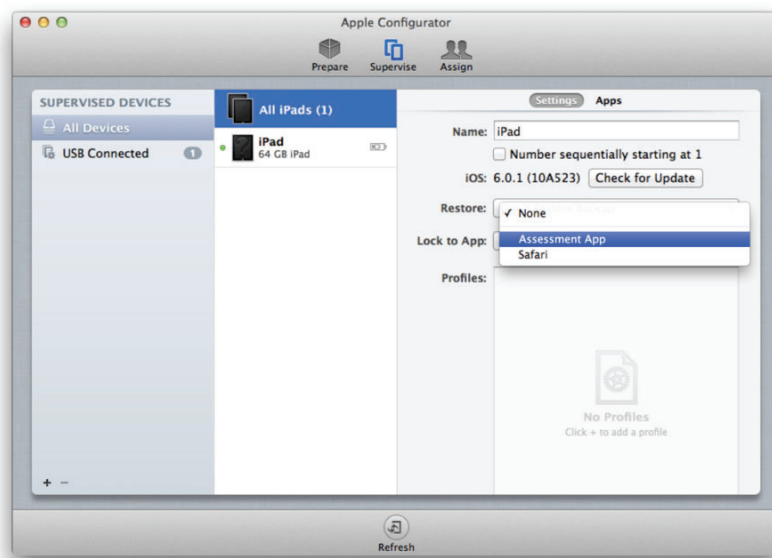 Apple Configurator
Prepare Supervise Assign
SUPERVISED DEVICES
All Devices
USB Connected 1
All iPads (1)
iPad
64 GB iPad
Settings Apps
Name: iPad
Number sequentially starting at 1
iOS: 6.0.1 (10A523) Check for Update
Restore:
✓ None
Lock to App:
Assessment App
Safari
Profiles:
No Profiles
Click + to add a profile
+ −
Refresh